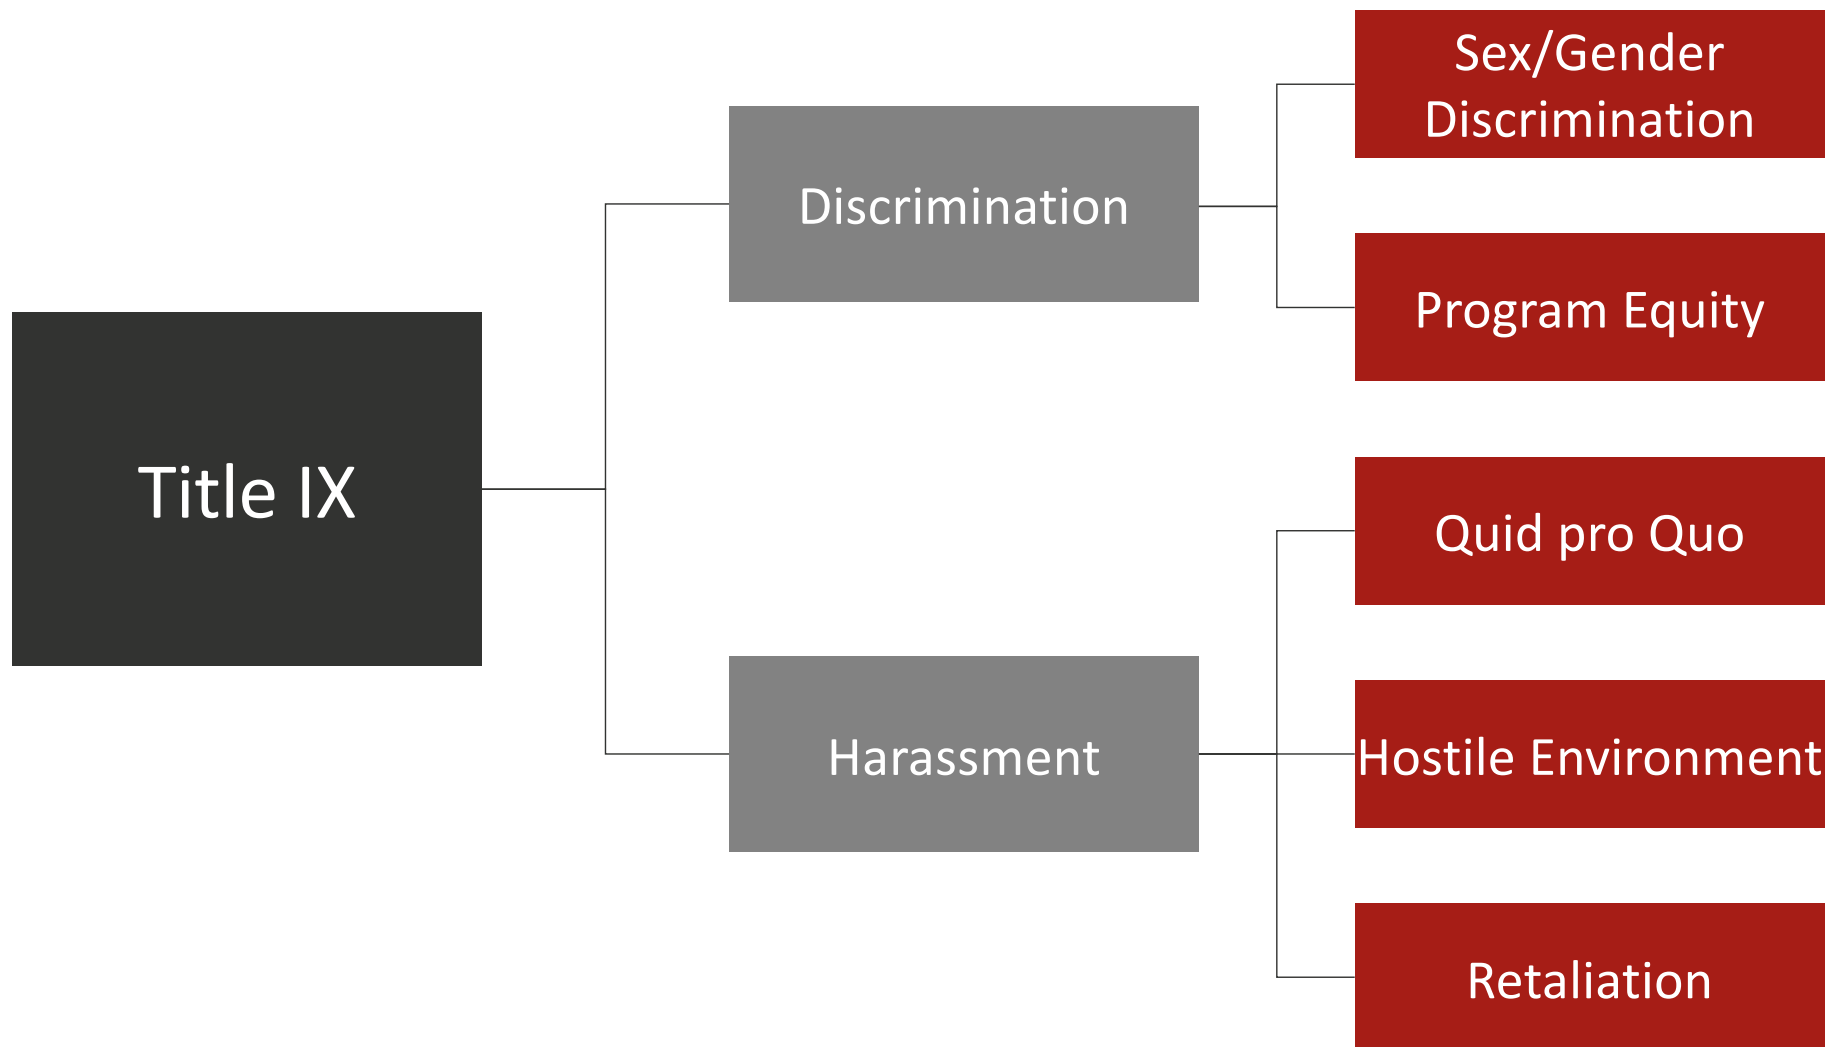 Title IX
Discrimination
Harassment
Sex/Gender
Discrimination
Program Equity
Quid pro Quo
Hostile Environment
Retaliation